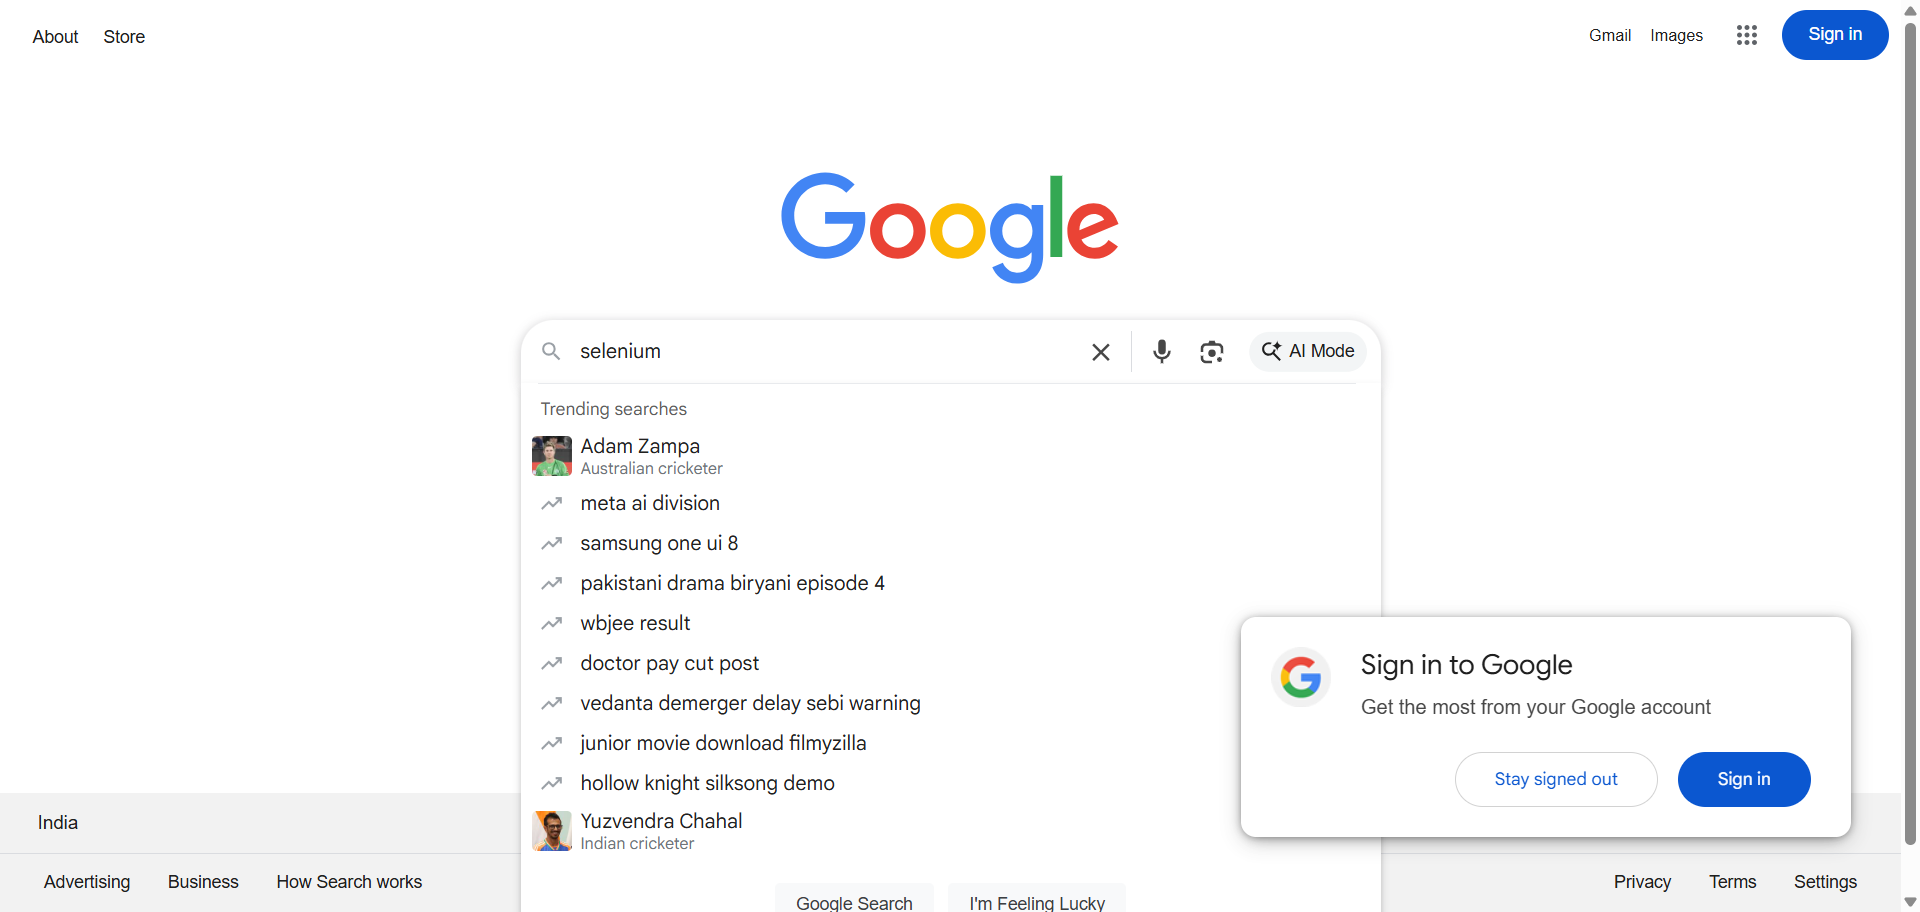 About Store
Gmail Images Sign in
Google
selenium AI Mode
Trending searches
Adam Zampa
Australian cricketer
meta ai division
samsung one ui 8
pakistani drama biryani episode 4
wbjee result
doctor pay cut post
vedanta demerger delay sebi warning
junior movie download filmyzilla
hollow knight silksong demo
Yuzvendra Chahal
Indian cricketer
Google Search I'm Feeling Lucky
Sign in to Google
Get the most from your Google account
Stay signed out Sign in
India
Advertising Business How Search works
Privacy Terms Settings